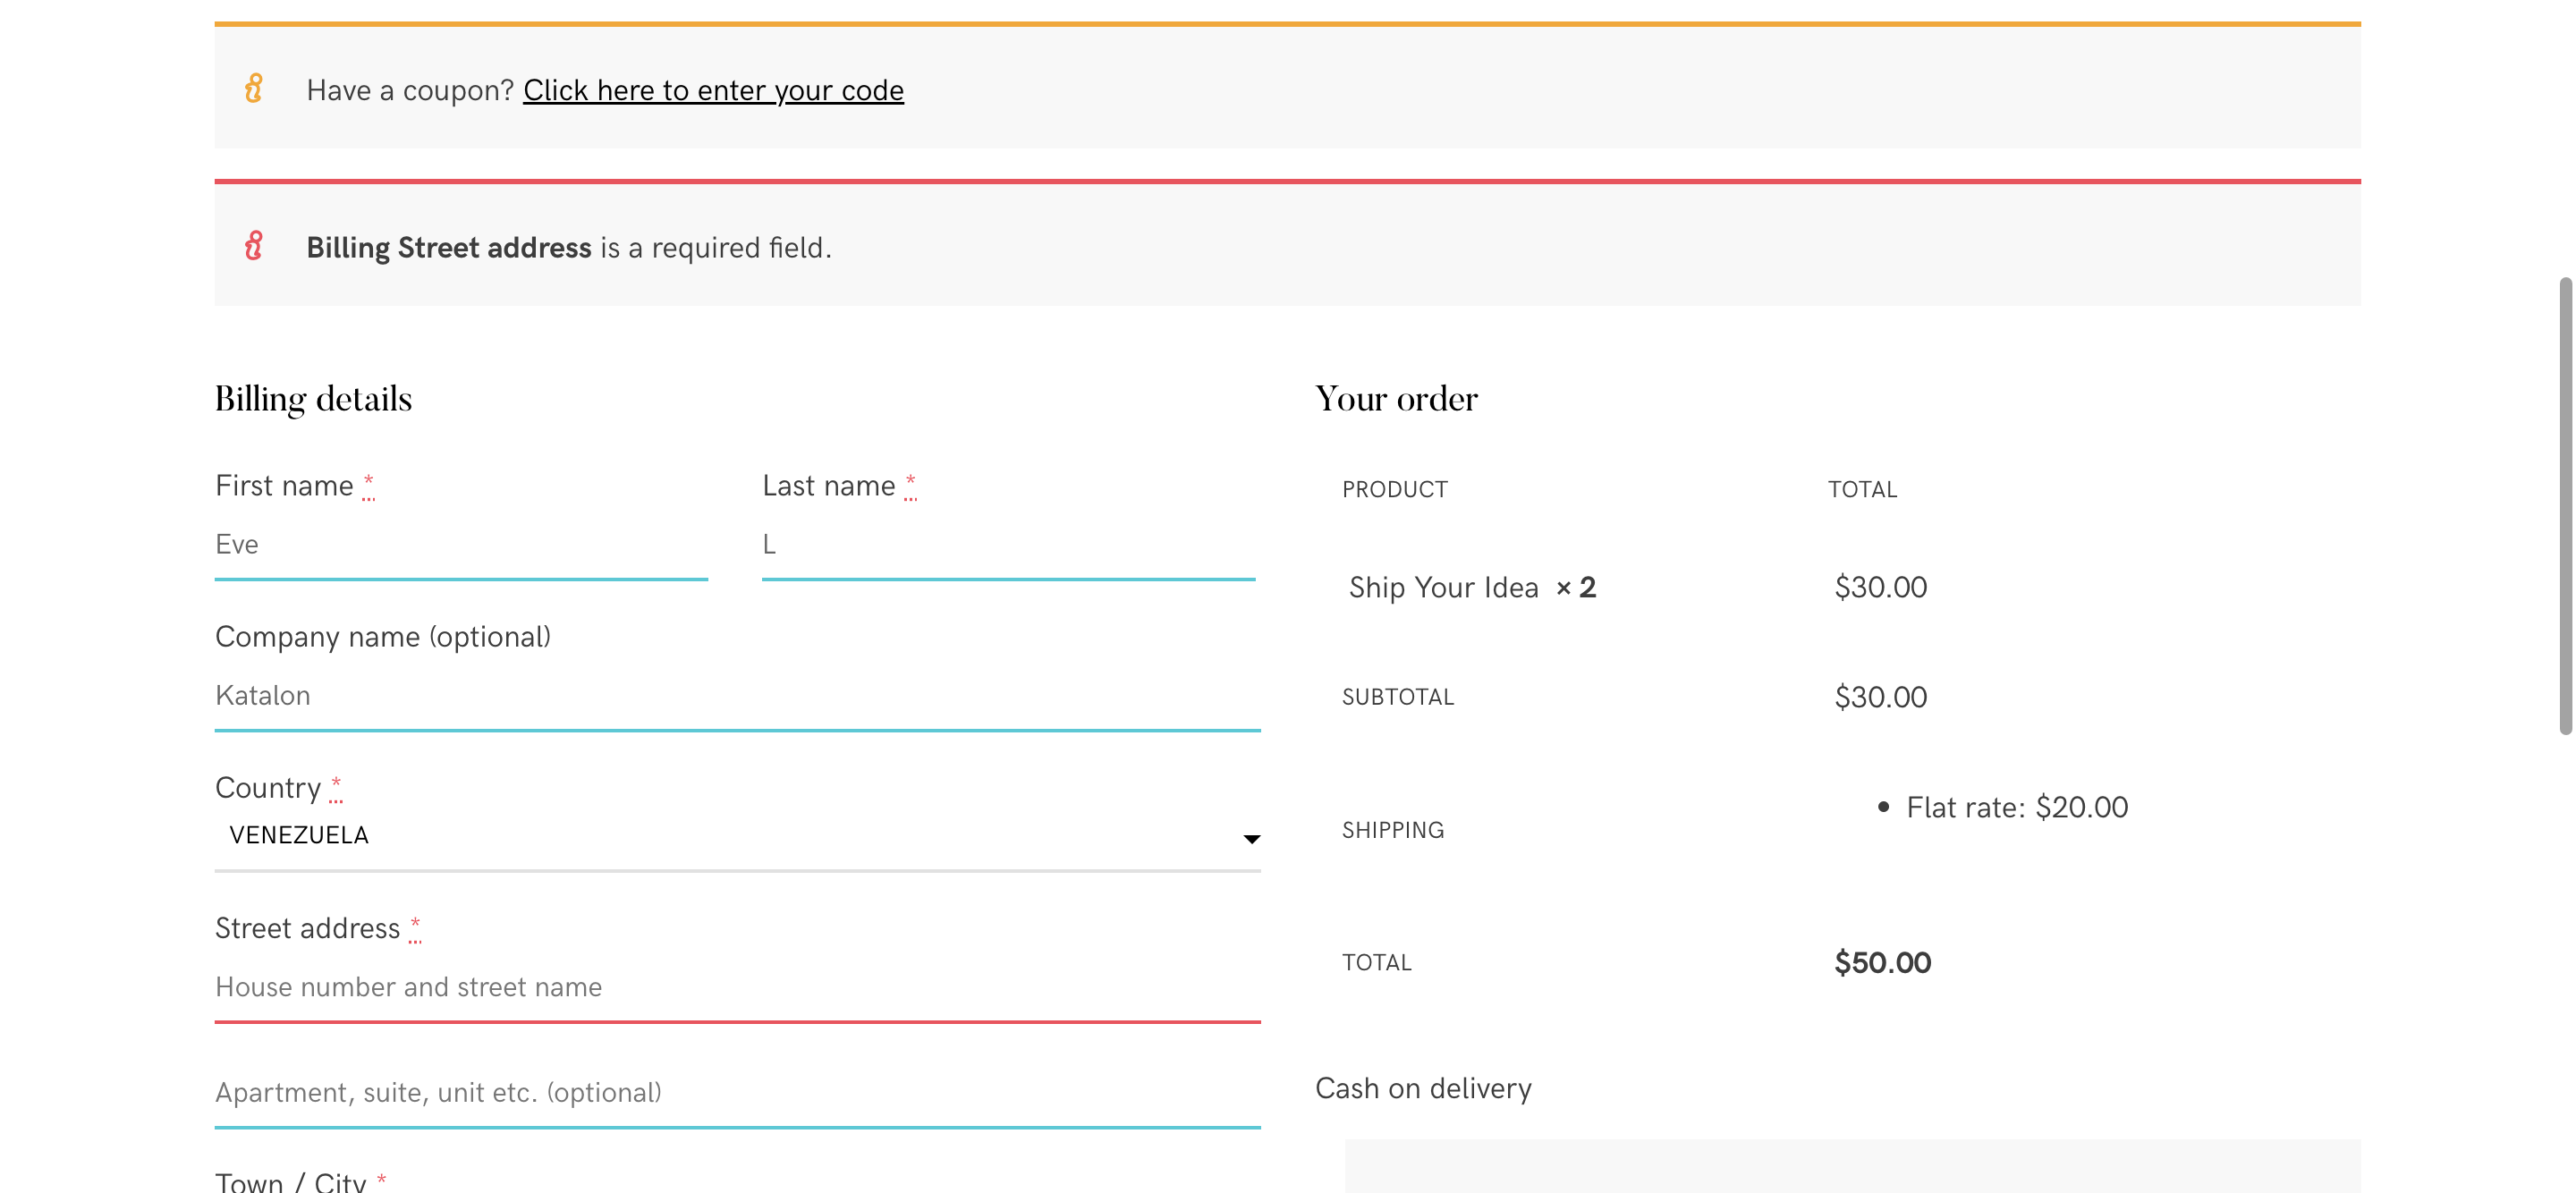 Have a coupon? Click here to enter your code
Billing Street address is a required field.
Billing details
First name *
Last name *
Eve
L
Company name (optional)
Katalon
Country *
VENEZUELA
Street address *
House number and street name
Apartment, suite, unit etc. (optional)
Town / City *
Your order
PRODUCT TOTAL
Ship Your Idea × 2 $30.00
SUBTOTAL $30.00
SHIPPING • Flat rate: $20.00
TOTAL $50.00
Cash on delivery